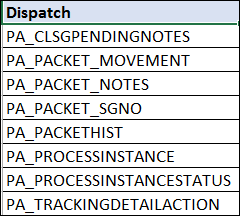 Dispatch
PA_CLSGPENDINGNOTES
PA_PACKET_MOVEMENT
PA_PACKET_NOTES
PA_PACKET_SGNO
PA_PACKETHIST
PA_PROCESSINSTANCE
PA_PROCESSINSTANCESTATUS
PA_TRACKINGDETAILACTION